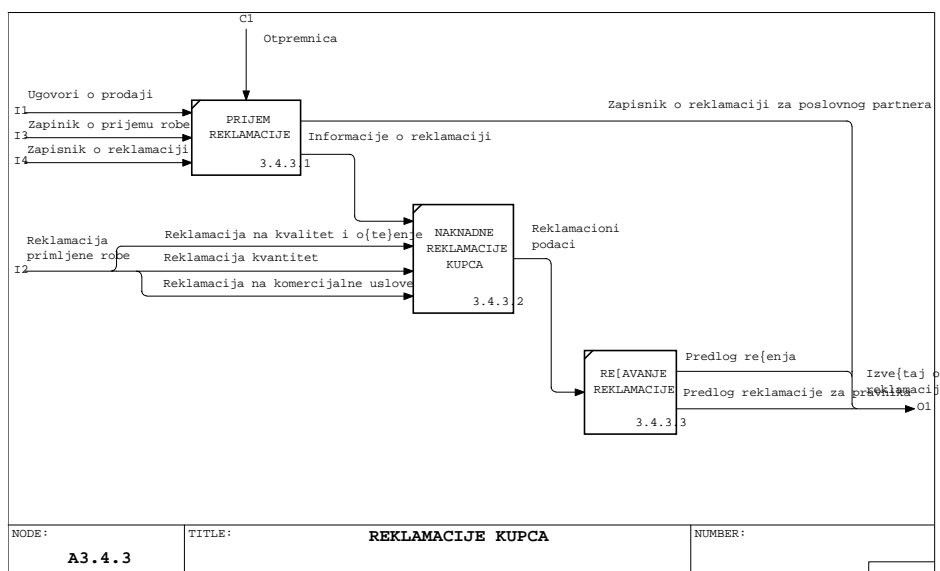 C1
Otpremnica
Ugovori o prodaji
I1
Zapinik o prijemu robe
I3
Zapisnik o reklamaciji
I4
PRIJEM
REKLAMACIJE
3.4.3.1
Zapisnik o reklamaciji za poslovnog partnera
Informacije o reklamaciji
Reklamacija
primljene robe
I2
Reklamacija na kvalitet i o{te}enje
Reklamacija kvantitet
Reklamacija na komercijalne uslove
NAKNADNE
REKLAMACIJE
KUPCA
3.4.3.2
Reklamacioni
podaci
RE[AVANJE
REKLAMACIJE
3.4.3.3
Predlog re{enja
Predlog reklamacije za pravnika
Izve{taj o
reklamacij
O1
NODE:
A3.4.3
TITLE:
REKLAMACIJE KUPCA
NUMBER: